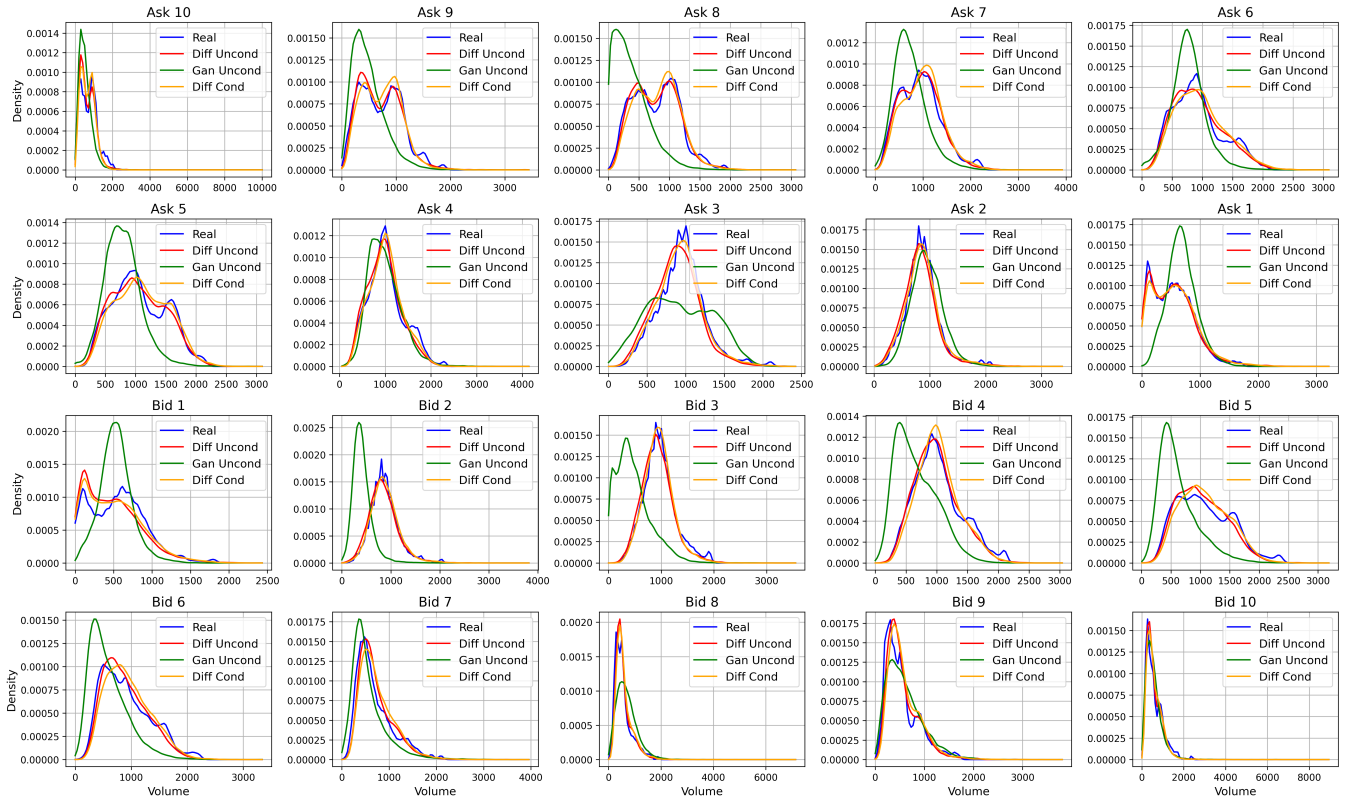 Ask 10
Ask 9
Ask 8
Ask 7
Ask 6
Density
0.0014
0.0012
0.0010
0.0008
0.0006
0.0004
0.0002
0.0000
0 2000 4000 6000 8000 10000
Real
Diff Uncond
Gan Uncond
Diff Cond
0.00150
0.00125
0.00100
0.00075
0.00050
0.00025
0.00000
0 1000 2000 3000
Real
Diff Uncond
Gan Uncond
Diff Cond
0.00150
0.00125
0.00100
0.00075
0.00050
0.00025
0.00000
0 500 1000 1500 2000 2500 3000
Real
Diff Uncond
Gan Uncond
Diff Cond
0.0012
0.0010
0.0008
0.0006
0.0004
0.0002
0.0000
0 1000 2000 3000 4000
Real
Diff Uncond
Gan Uncond
Diff Cond
0.00175
0.00150
0.00125
0.00100
0.00075
0.00050
0.00025
0.00000
0 500 1000 1500 2000 2500 3000
Real
Diff Uncond
Gan Uncond
Diff Cond
Ask 5
Ask 4
Ask 3
Ask 2
Ask 1
Density
0.0014
0.0012
0.0010
0.0008
0.0006
0.0004
0.0002
0.0000
0 500 1000 1500 2000 2500 3000
Real
Diff Uncond
Gan Uncond
Diff Cond
0.0012
0.0010
0.0008
0.0006
0.0004
0.0002
0.0000
0 1000 2000 3000 4000
Real
Diff Uncond
Gan Uncond
Diff Cond
0.00175
0.00150
0.00125
0.00100
0.00075
0.00050
0.00025
0.00000
0 500 1000 1500 2000 2500
Real
Diff Uncond
Gan Uncond
Diff Cond
0.00175
0.00150
0.00125
0.00100
0.00075
0.00050
0.00025
0.00000
0 1000 2000 3000
Real
Diff Uncond
Gan Uncond
Diff Cond
0.00175
0.00150
0.00125
0.00100
0.00075
0.00050
0.00025
0.00000
0 1000 2000 3000
Real
Diff Uncond
Gan Uncond
Diff Cond
Bid 1
Bid 2
Bid 3
Bid 4
Bid 5
Density
0.0020
0.0015
0.0010
0.0005
0.0000
0 500 1000 1500 2000 2500
Real
Diff Uncond
Gan Uncond
Diff Cond
0.0025
0.0020
0.0015
0.0010
0.0005
0.0000
0 1000 2000 3000 4000
Real
Diff Uncond
Gan Uncond
Diff Cond
0.00150
0.00125
0.00100
0.00075
0.00050
0.00025
0.00000
0 1000 2000 3000
Real
Diff Uncond
Gan Uncond
Diff Cond
0.0014
0.0012
0.0010
0.0008
0.0006
0.0004
0.0002
0.0000
0 500 1000 1500 2000 2500 3000
Real
Diff Uncond
Gan Uncond
Diff Cond
0.00175
0.00150
0.00125
0.00100
0.00075
0.00050
0.00025
0.00000
0 500 1000 1500 2000 2500 3000
Real
Diff Uncond
Gan Uncond
Diff Cond
Bid 6
Bid 7
Bid 8
Bid 9
Bid 10
Density
0.00150
0.00125
0.00100
0.00075
0.00050
0.00025
0.00000
0 1000 2000 3000
Volume
Real
Diff Uncond
Gan Uncond
Diff Cond
0.00175
0.00150
0.00125
0.00100
0.00075
0.00050
0.00025
0.00000
0 1000 2000 3000 4000
Volume
Real
Diff Uncond
Gan Uncond
Diff Cond
0.0020
0.0015
0.0010
0.0005
0.0000
0 2000 4000 6000
Volume
Real
Diff Uncond
Gan Uncond
Diff Cond
0.00175
0.00150
0.00125
0.00100
0.00075
0.00050
0.00025
0.00000
0 1000 2000 3000
Volume
Real
Diff Uncond
Gan Uncond
Diff Cond
0.00150
0.00125
0.00100
0.00075
0.00050
0.00025
0.00000
0 2000 4000 6000 8000
Volume
Real
Diff Uncond
Gan Uncond
Diff Cond